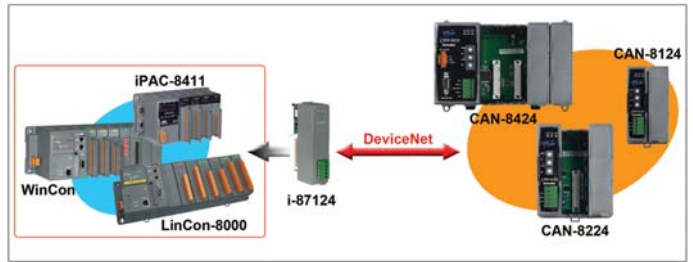 iPAC-8411
WinCon
LinCon-8000
i-87124
DeviceNet
CAN-8424
CAN-8124
CAN-8224